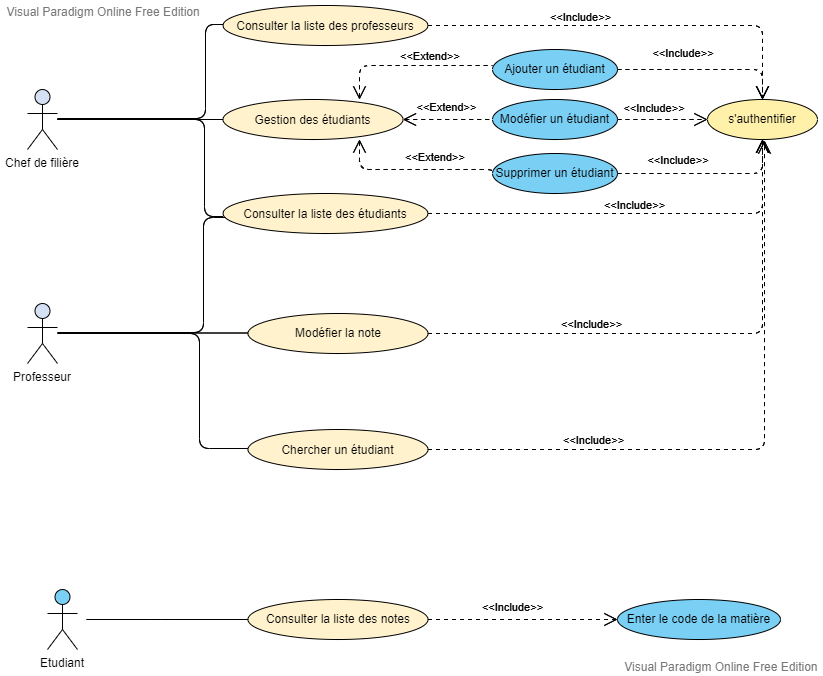 Visual Paradigm Online Free Edition
Consulter la liste des professeurs
<<Include>>
<<Extend>>
Ajouter un étudiant
<<Include>>
Chef de filière
Gestion des étudiants
<<Extend>>
Modéfier un étudiant
<<Include>>
s'authentifier
<<Extend>>
Supprimer un étudiant
<<Include>>
Consulter la liste des étudiants
<<Include>>
Professeur
Modéfier la note
<<Include>>
Chercher un étudiant
<<Include>>
Etudiant
Consulter la liste des notes
<<Include>>
Enter le code de la matière
Visual Paradigm Online Free Edition